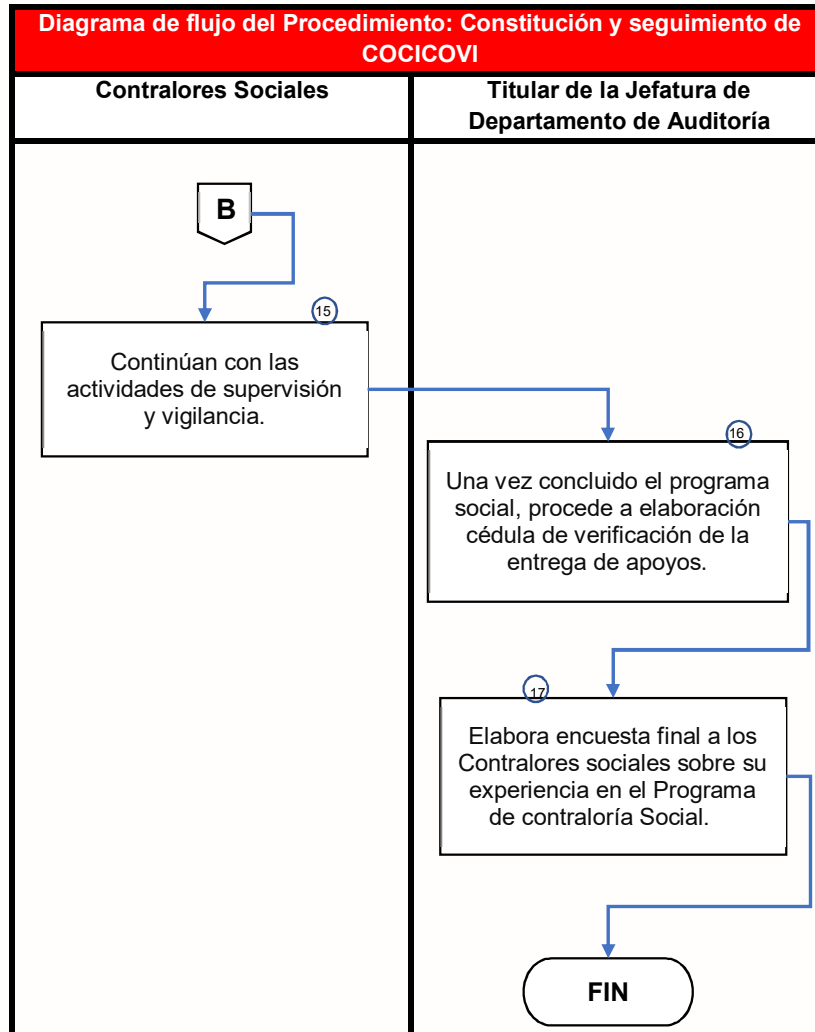 Diagrama de flujo del Procedimiento: Constitución y seguimiento de
COCICOVI
Contralores Sociales
Titular de la Jefatura de
Departamento de Auditoría
B
15
Continúan con las
actividades de supervisión
y vigilancia.
16
Una vez concluido el programa
social, procede a elaboración
cédula de verificación de la
entrega de apoyos.
17
Elabora encuesta final a los
Contralores sociales sobre su
experiencia en el Programa
de contraloría Social.
FIN